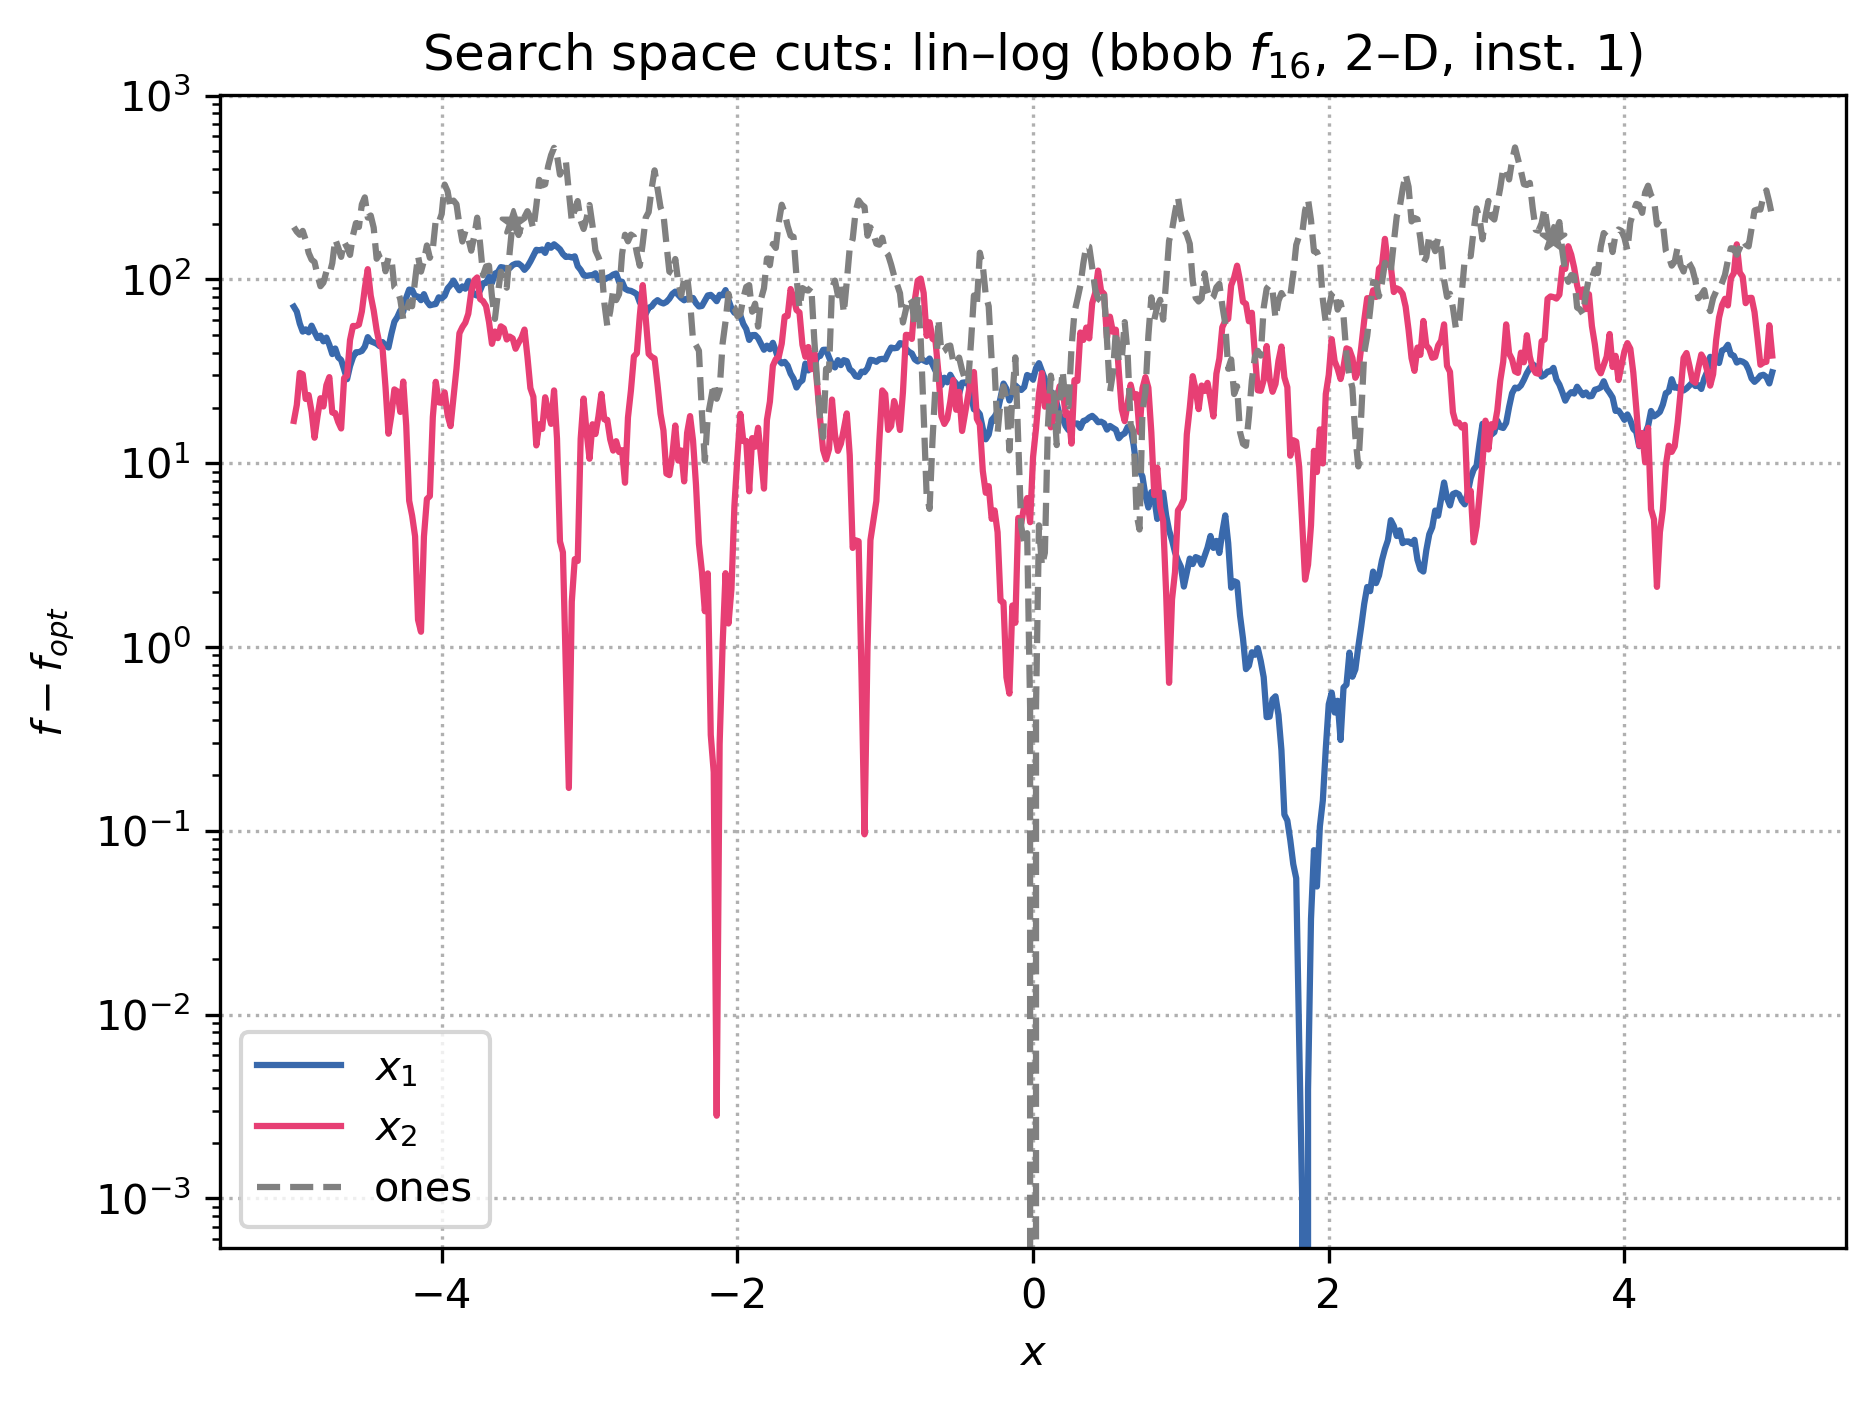 Search space cuts: lin–log (bbob f₁₆, 2–D, inst. 1)
10³
10²
10¹
10⁰
10⁻¹
10⁻²
10⁻³
f − f_opt
x₁
x₂
ones
−4 −2 0 2 4
x